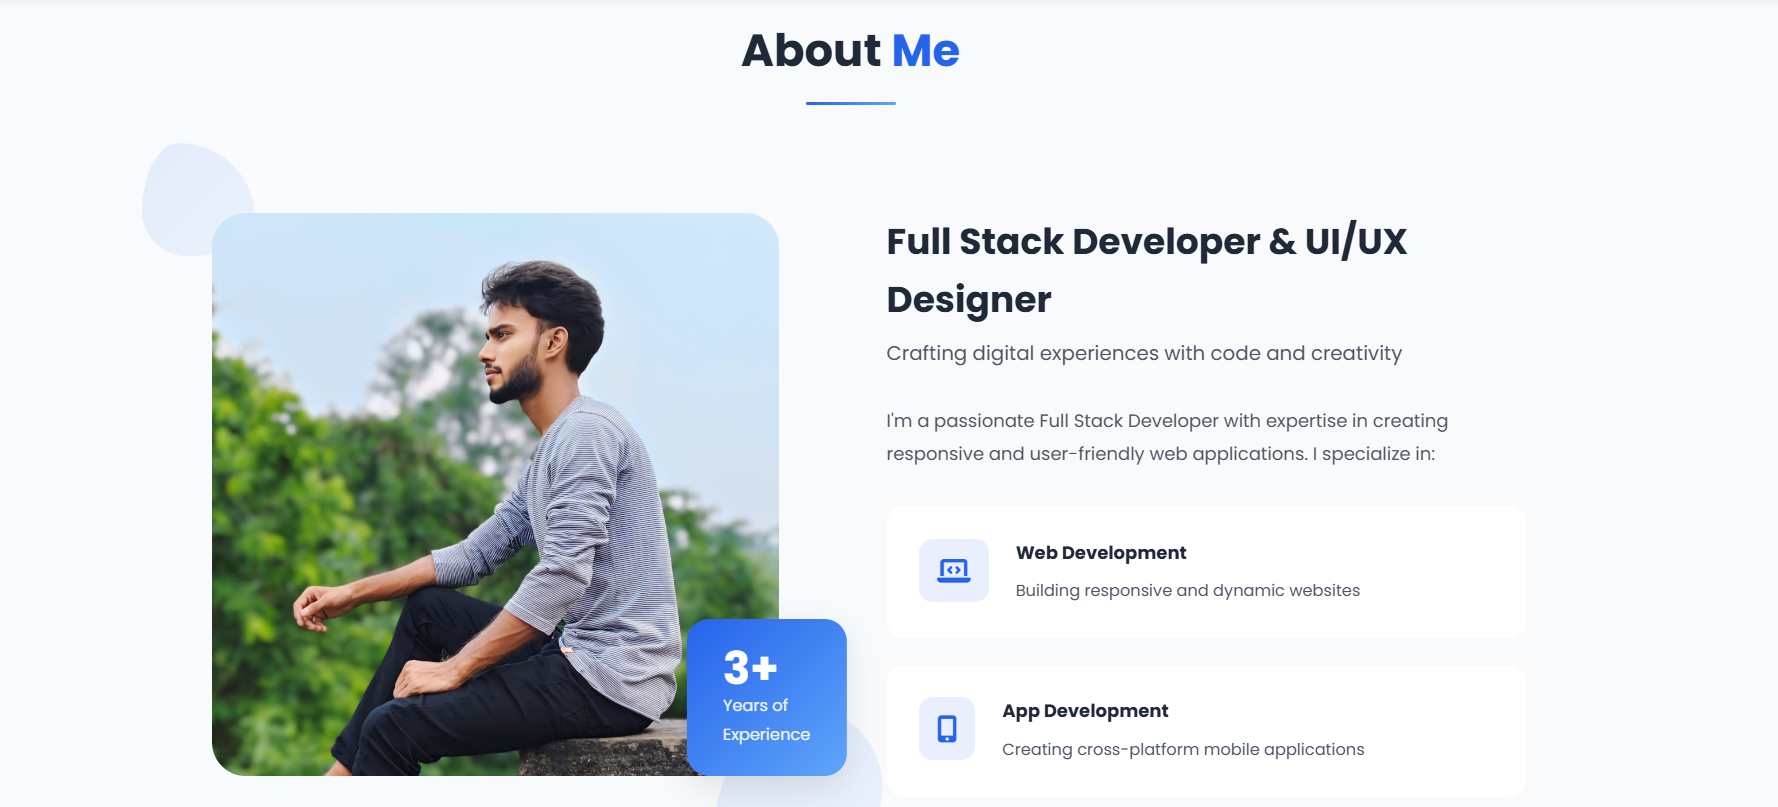 About Me
Full Stack Developer & UI/UX
Designer
Crafting digital experiences with code and creativity
I'm a passionate Full Stack Developer with expertise in creating
responsive and user-friendly web applications. I specialize in:
Web Development
Building responsive and dynamic websites
App Development
Creating cross-platform mobile applications
3+
Years of
Experience